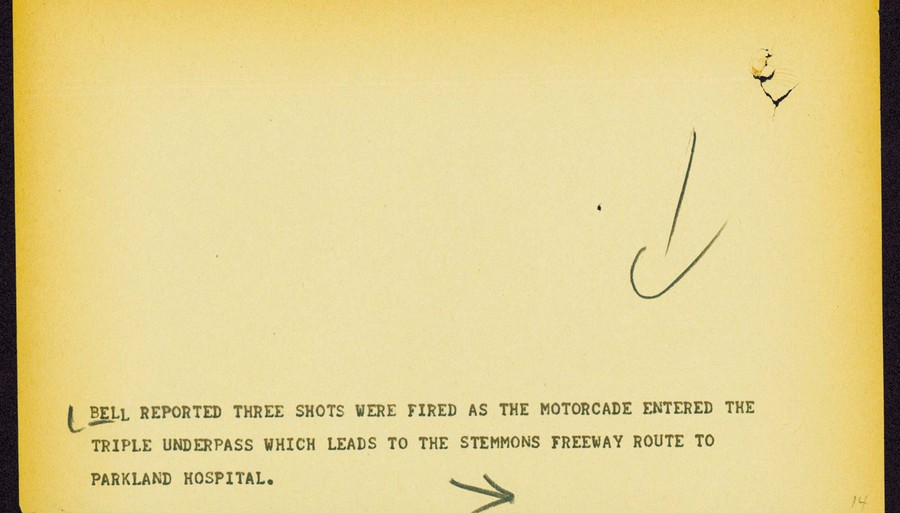 BELL REPORTED THREE SHOTS WERE FIRED AS THE MOTORCADE ENTERED THE
TRIPLE UNDERPASS WHICH LEADS TO THE STEMMONS FREEWAY ROUTE TO
PARKLAND HOSPITAL.
14